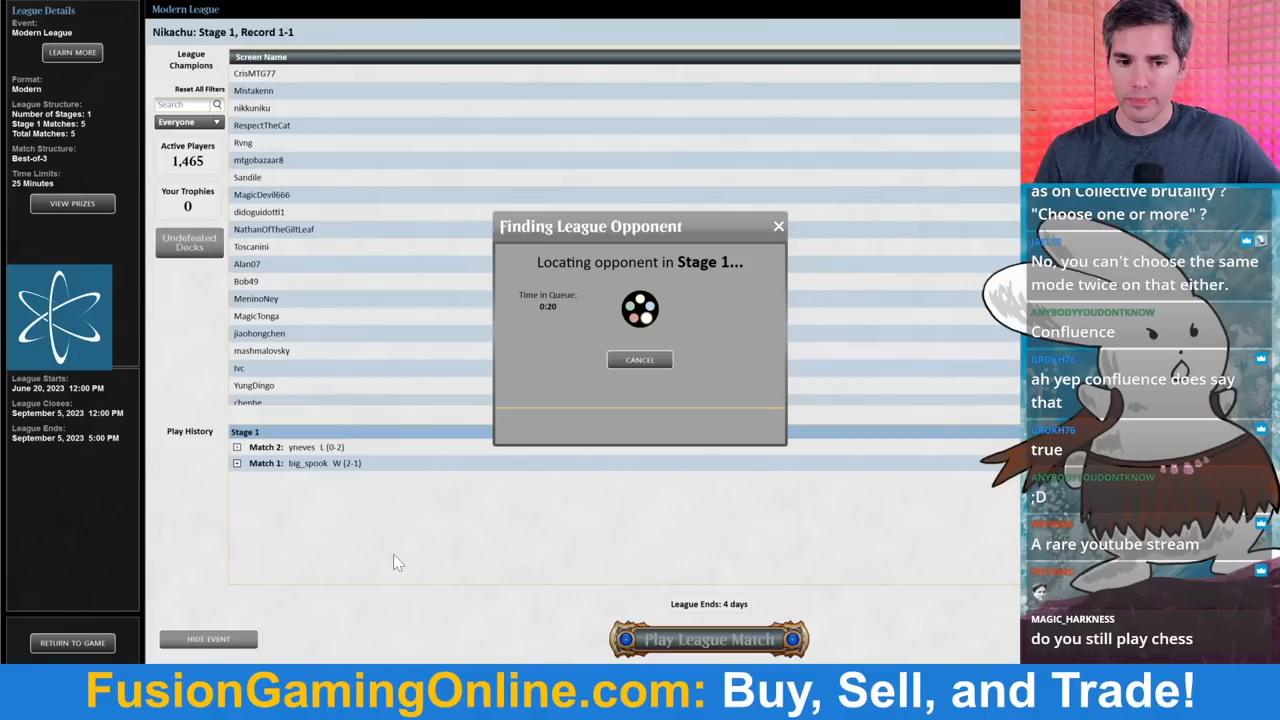 League Details
Event:
Modern League
LEARN MORE
Format:
Modern
League Structure:
Number of Stages: 1
Stage 1 Matches: 5
Total Matches: 5
Match Structure:
Best-of-3
Time Limits:
25 Minutes
VIEW PRIZES
League Starts:
June 20, 2023 12:00 PM
League Closes:
September 5, 2023 12:00 PM
League Ends:
September 5, 2023 5:00 PM
RETURN TO GAME
Modern League
Nikachu: Stage 1, Record 1-1
League
Champions
Reset All Filters
Search
Everyone
Active Players
1,465
Your Trophies
0
Undefeated
Decks
Screen Name
CrisMTG77
Mistakenn
nikkuniku
RespectTheCat
Rvng
mtgobazaar8
Sandile
MagicDevil666
didoguidotti1
NathanOfTheGiltLeaf
Toscanini
Alan07
Bob49
MeninoNey
MagicTonga
jiaohongchen
mashmalovsky
Ivc
YungDingo
Finding League Opponent
Locating opponent in Stage 1...
Time in Queue:
0:20
CANCEL
Play History
Stage 1
Match 2: yneves L (0-2)
Match 1: big_spook W (2-1)
League Ends: 4 days
HIDE EVENT
Play League Match
as on Collective brutality ?
"Choose one or more" ?
No, you can't choose the same
mode twice on that either.
ANYBODYYOUDONTKNOW
Confluence
GROKH76
ah yep confluence does say
that
GROKH76
true
ANYBODYYOUDONTKNOW
;D
A rare youtube stream
MAGIC_HARKNESS
do you still play chess
FusionGamingOnline.com: Buy, Sell, and Trade!